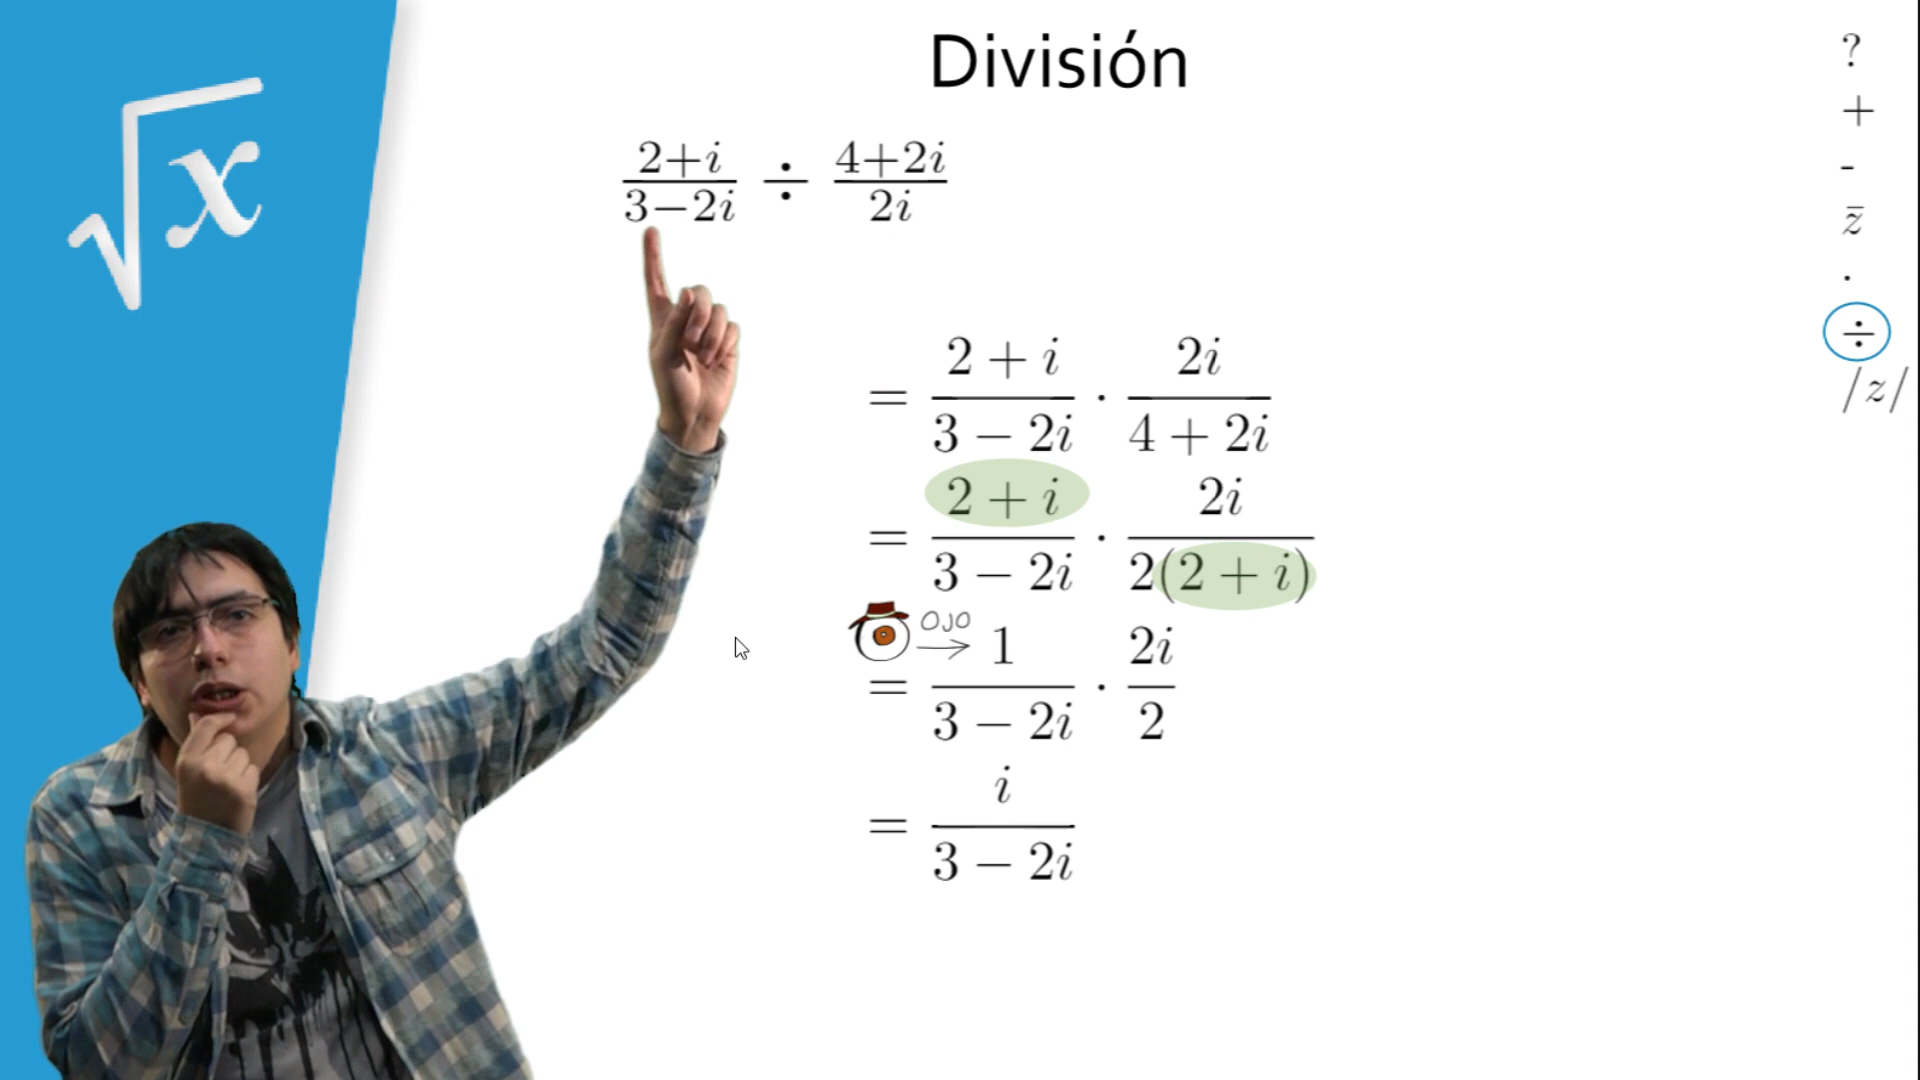 √x
División
(2+i)/(3−2i) ÷ (4+2i)/(2i)
= (2 + i)/(3 − 2i) · (2i)/(4 + 2i)
= (2 + i)/(3 − 2i) · (2i)/(2(2 + i))
OJO →
= 1/(3 − 2i) · (2i)/2
= i/(3 − 2i)
?
+
-
z̄
·
÷
/z/